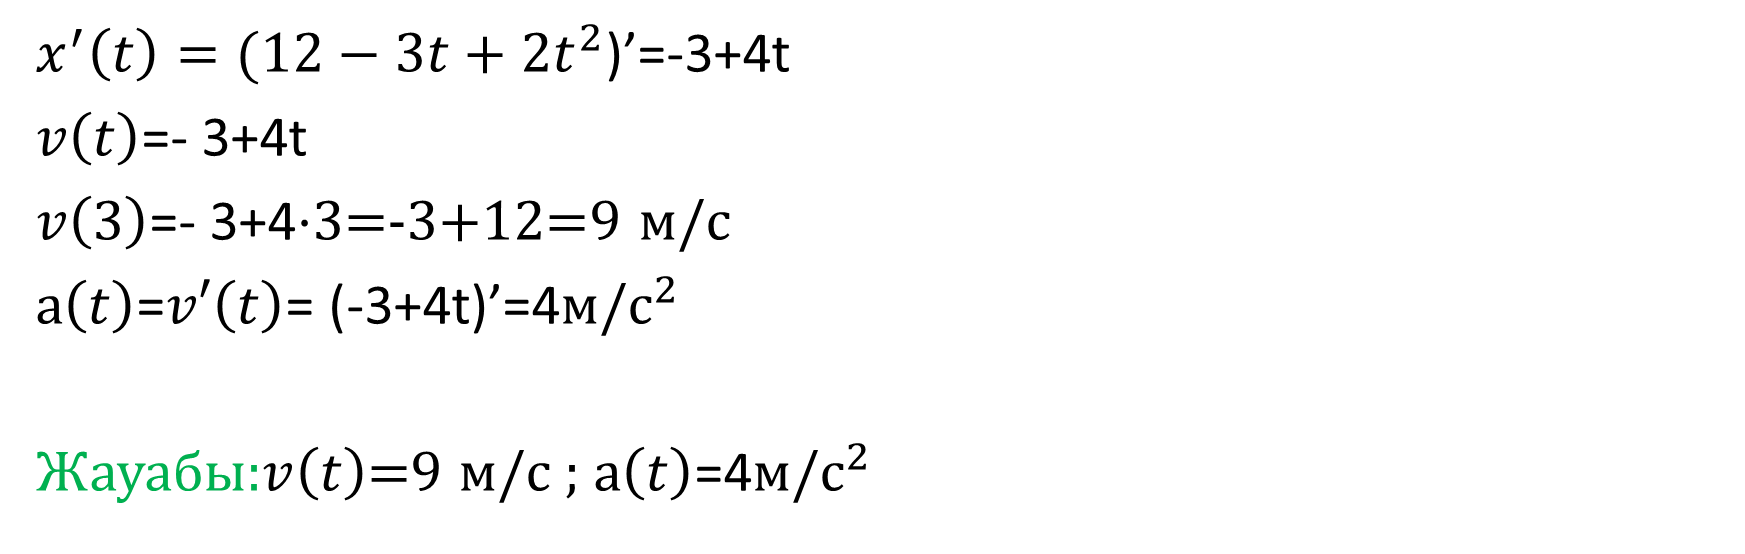 x′(t) = (12 − 3t + 2t²)’=-3+4t
v(t)=- 3+4t
v(3)=- 3+4·3=-3+12=9 м/с
а(t)=v′(t)= (-3+4t)’=4м/с²
Жауабы:v(t)=9 м/с ; а(t)=4м/с²